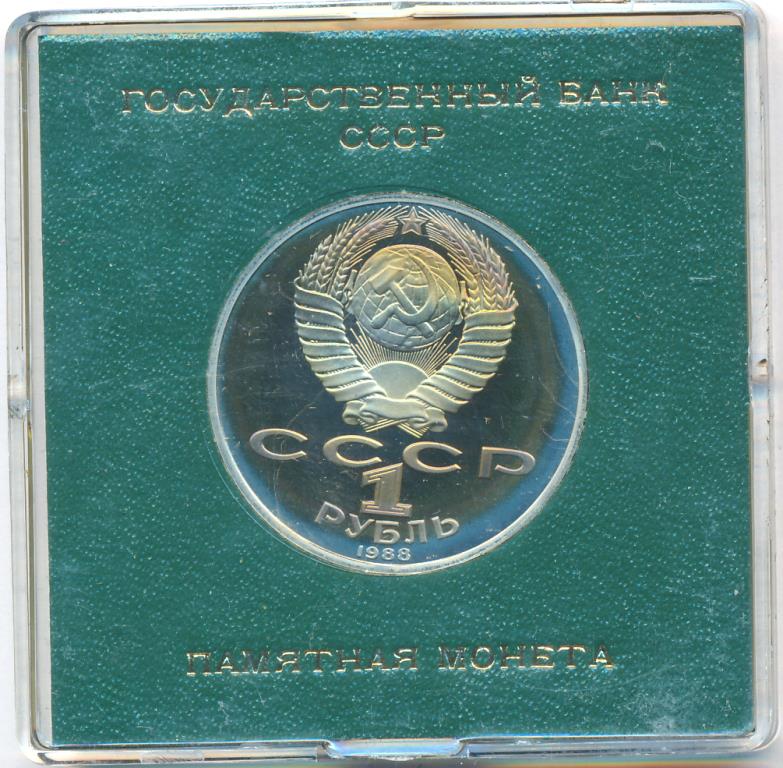 ГОСУДАРСТВЕННЫЙ БАНК
СССР
СССР
1
РУБЛЬ
1988
ПАМЯТНАЯ МОНЕТА